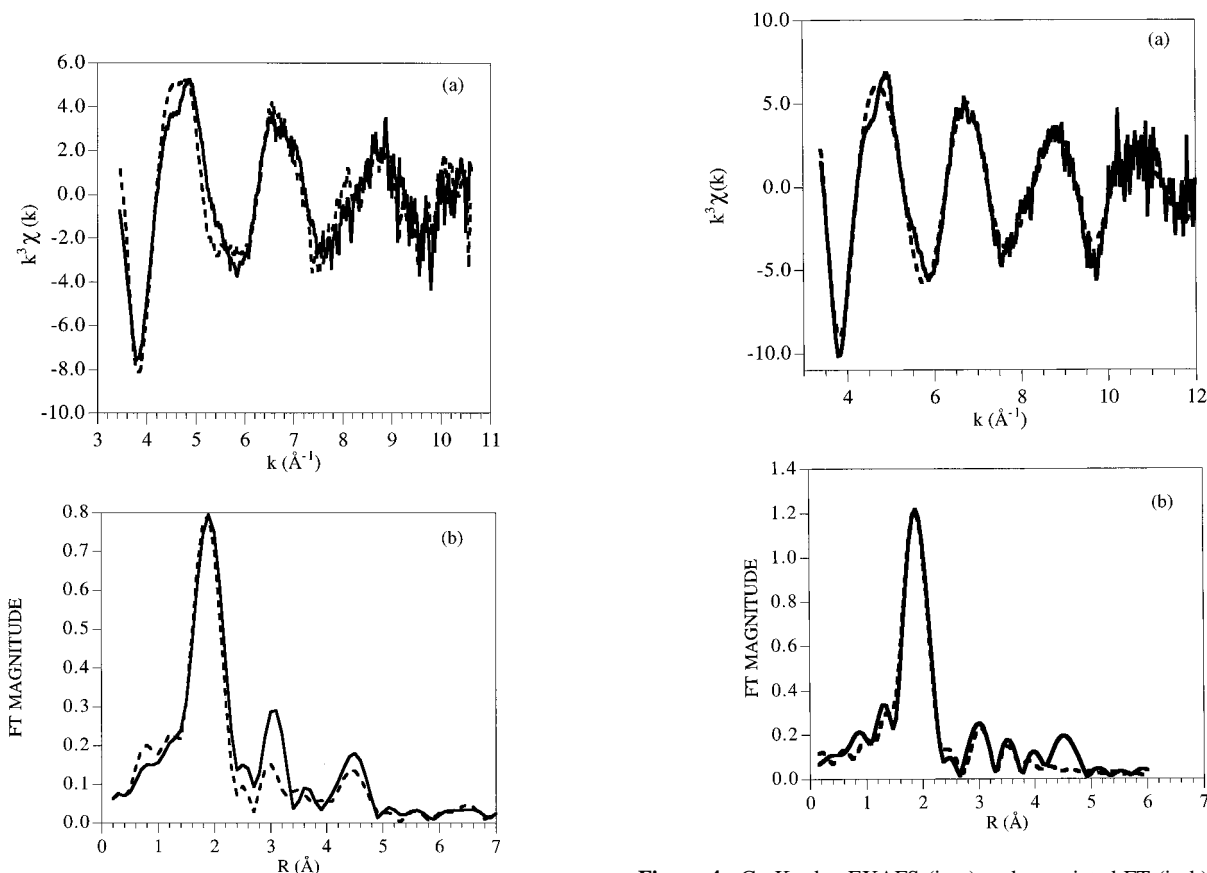 6.0
4.0
2.0
0.0
-2.0
-4.0
-6.0
-8.0
-10.0
k³ χ (k)
(a)
3 4 5 6 7 8 9 10 11
k (Å⁻¹)
0.8
0.7
0.6
0.5
0.4
0.3
0.2
0.1
0.0
FT MAGNITUDE
(b)
0 1 2 3 4 5 6 7
R (Å)
10.0
5.0
0.0
-5.0
-10.0
k³ χ(k)
(a)
4 6 8 10 12
k (Å⁻¹)
1.4
1.2
1.0
0.8
0.6
0.4
0.2
0.0
FT MAGNITUDE
(b)
0 1 2 3 4 5 6 7
R (Å)